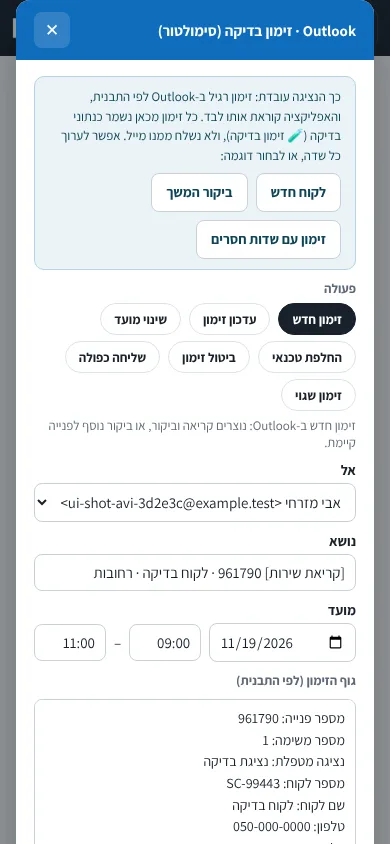 Outlook · זימון בדיקה (סימולטור)
כך הנציגה עובדת: זימון רגיל ב-Outlook לפי התבנית,
והאפליקציה קוראת אותו לבד. כל זימון מכאן נשמר כנתוני
בדיקה (🧪 זימון בדיקה), ולא נשלח ממנו מייל. אפשר לערוך
כל שדה, או לבחור דוגמה:
לקוח חדש
ביקור המשך
זימון עם שדות חסרים
פעולה
זימון חדש
עדכון זימון
שינוי מועד
החלפת טכנאי
ביטול זימון
שליחה כפולה
זימון שגוי
זימון חדש ב-Outlook: נוצרים קריאה וביקור, או ביקור נוסף לפנייה
קיימת.
אל
אבי מזרחי <ui-shot-avi-3d2e3c@example.test>
נושא
[קריאת שירות] 961790 · לקוח בדיקה · רחובות
מועד
11/19/2026
09:00
–
11:00
גוף הזימון (לפי התבנית)
מספר פנייה: 961790
מספר משימה: 1
נציגה מטפלת: נציגת בדיקה
מספר לקוח: SC-99443
שם לקוח: לקוח בדיקה
טלפון: 050-000-0000